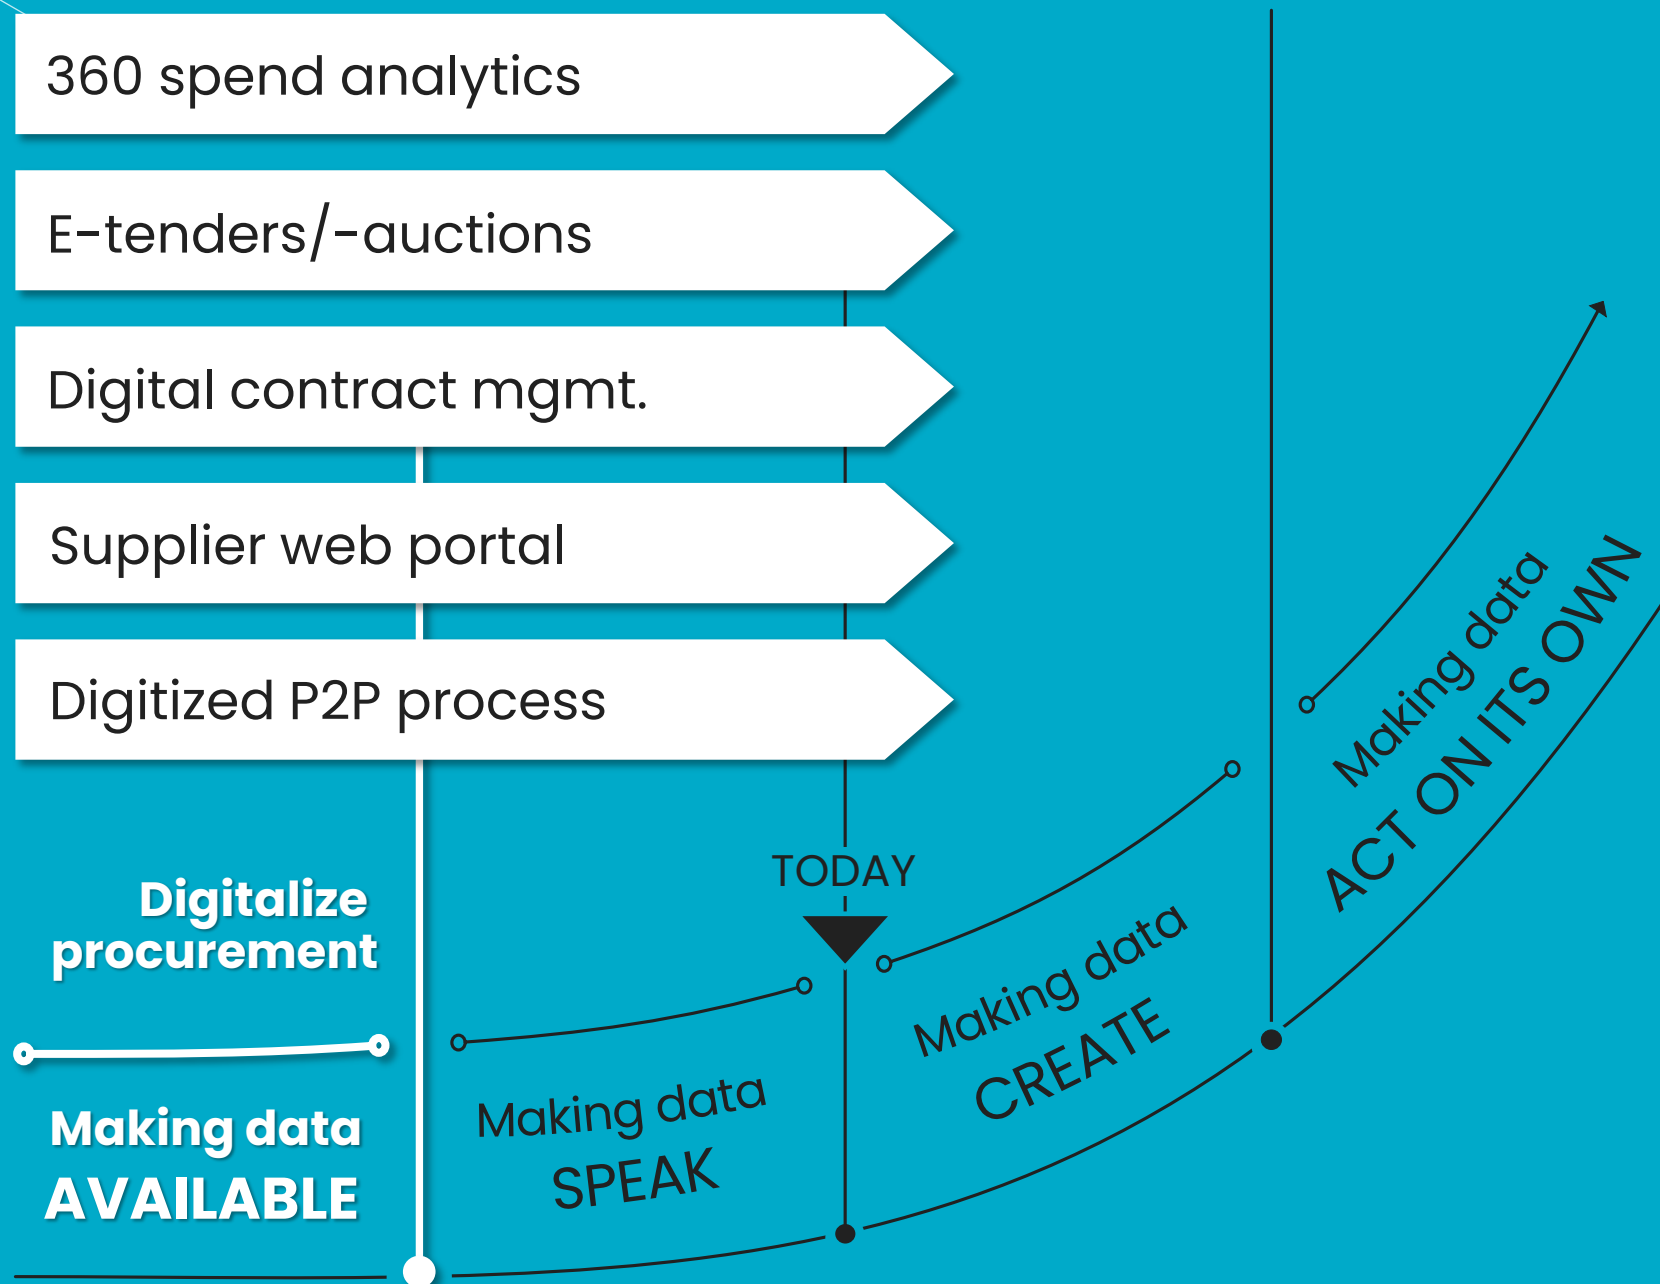 360 spend analytics
E-tenders/-auctions
Digital contract mgmt.
Supplier web portal
Digitized P2P process
Digitalize
procurement
Making data
AVAILABLE
Making data
SPEAK
TODAY
Making data
CREATE
Making data
ACT ON ITS OWN